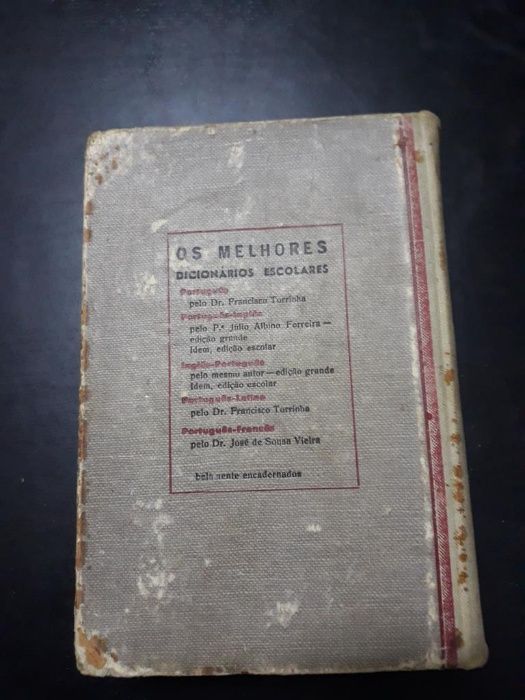 OS MELHORES
DICIONÁRIOS ESCOLARES
Português
pelo Dr. Francisco Torrinha
Português-Inglês
pelo P.e Júlio Albino Ferreira —
edição grande
Idem, edição escolar
Inglês-Português
pelo mesmo autor — edição grande
Idem, edição escolar
Português-Latino
pelo Dr. Francisco Torrinha
Português-Francês
pelo Dr. José de Sousa Vieira
belamente encadernados